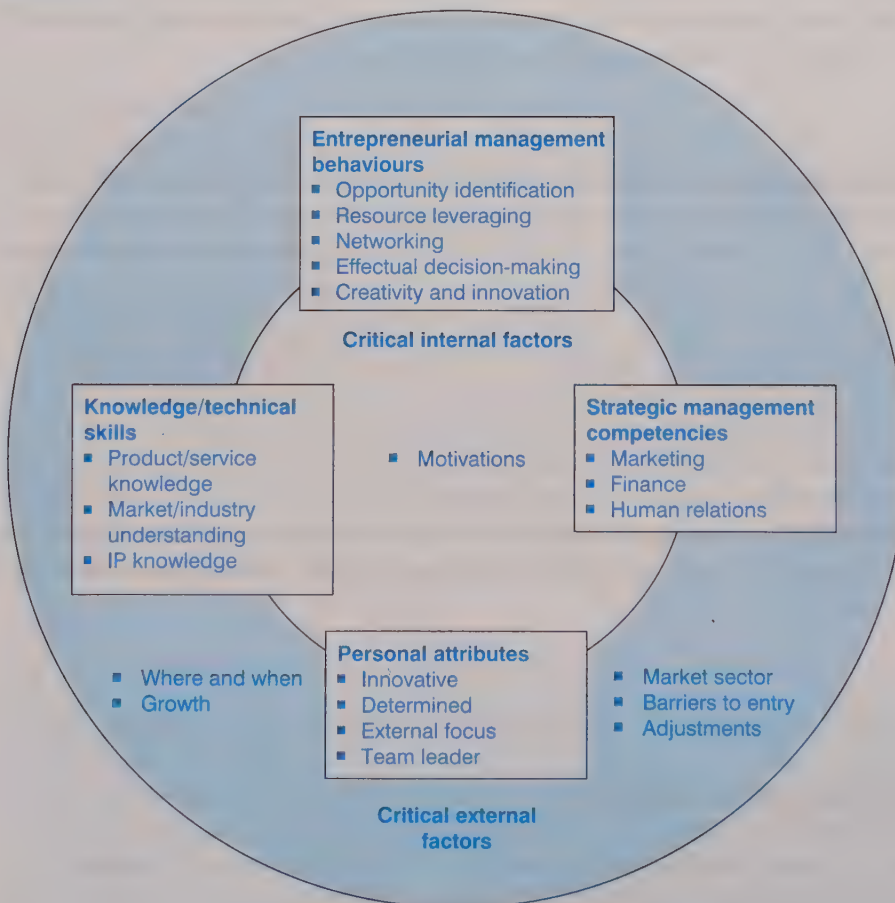 Entrepreneurial management
behaviours
■ Opportunity identification
■ Resource leveraging
■ Networking
■ Effectual decision-making
■ Creativity and innovation
Critical internal factors
Knowledge/technical
skills
■ Product/service
knowledge
■ Market/industry
understanding
■ IP knowledge
■ Motivations
Strategic management
competencies
■ Marketing
■ Finance
■ Human relations
■ Where and when
■ Growth
Personal attributes
■ Innovative
■ Determined
■ External focus
■ Team leader
■ Market sector
■ Barriers to entry
■ Adjustments
Critical external
factors